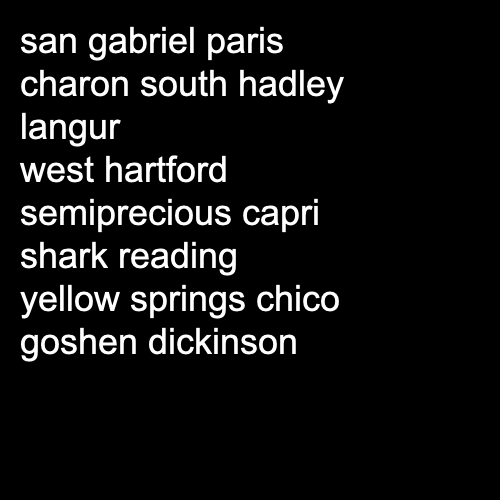 san gabriel paris
charon south hadley
langur
west hartford
semiprecious capri
shark reading
yellow springs chico
goshen dickinson